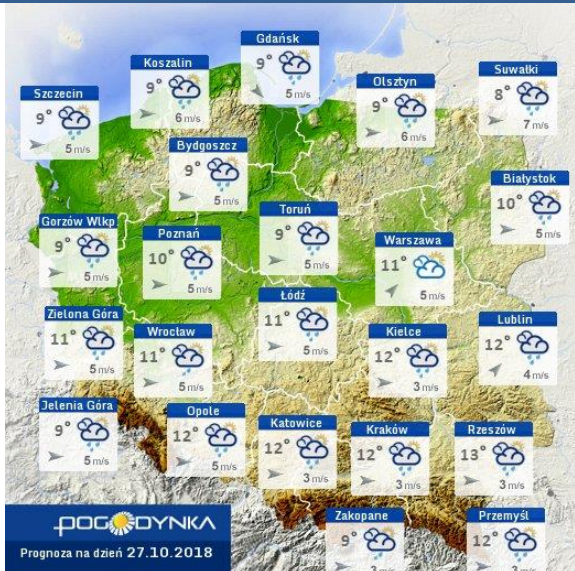 Gdańsk
9°
5 m/s
Koszalin
9°
6 m/s
Suwałki
8°
7 m/s
Olsztyn
9°
6 m/s
Szczecin
9°
5 m/s
Bydgoszcz
9°
5 m/s
Białystok
10°
5 m/s
Toruń
9°
5 m/s
Gorzów Wlkp
9°
5 m/s
Poznań
10°
5 m/s
Warszawa
11°
5 m/s
Łódź
11°
5 m/s
Zielona Góra
11°
5 m/s
Wrocław
11°
5 m/s
Kielce
12°
3 m/s
Lublin
12°
4 m/s
Jelenia Góra
9°
5 m/s
Opole
12°
5 m/s
Katowice
12°
3 m/s
Kraków
12°
3 m/s
Rzeszów
13°
3 m/s
Zakopane
9°
3 m/s
Przemyśl
12°
3 m/s
POGODYNKA
Prognoza na dzień 27.10.2018